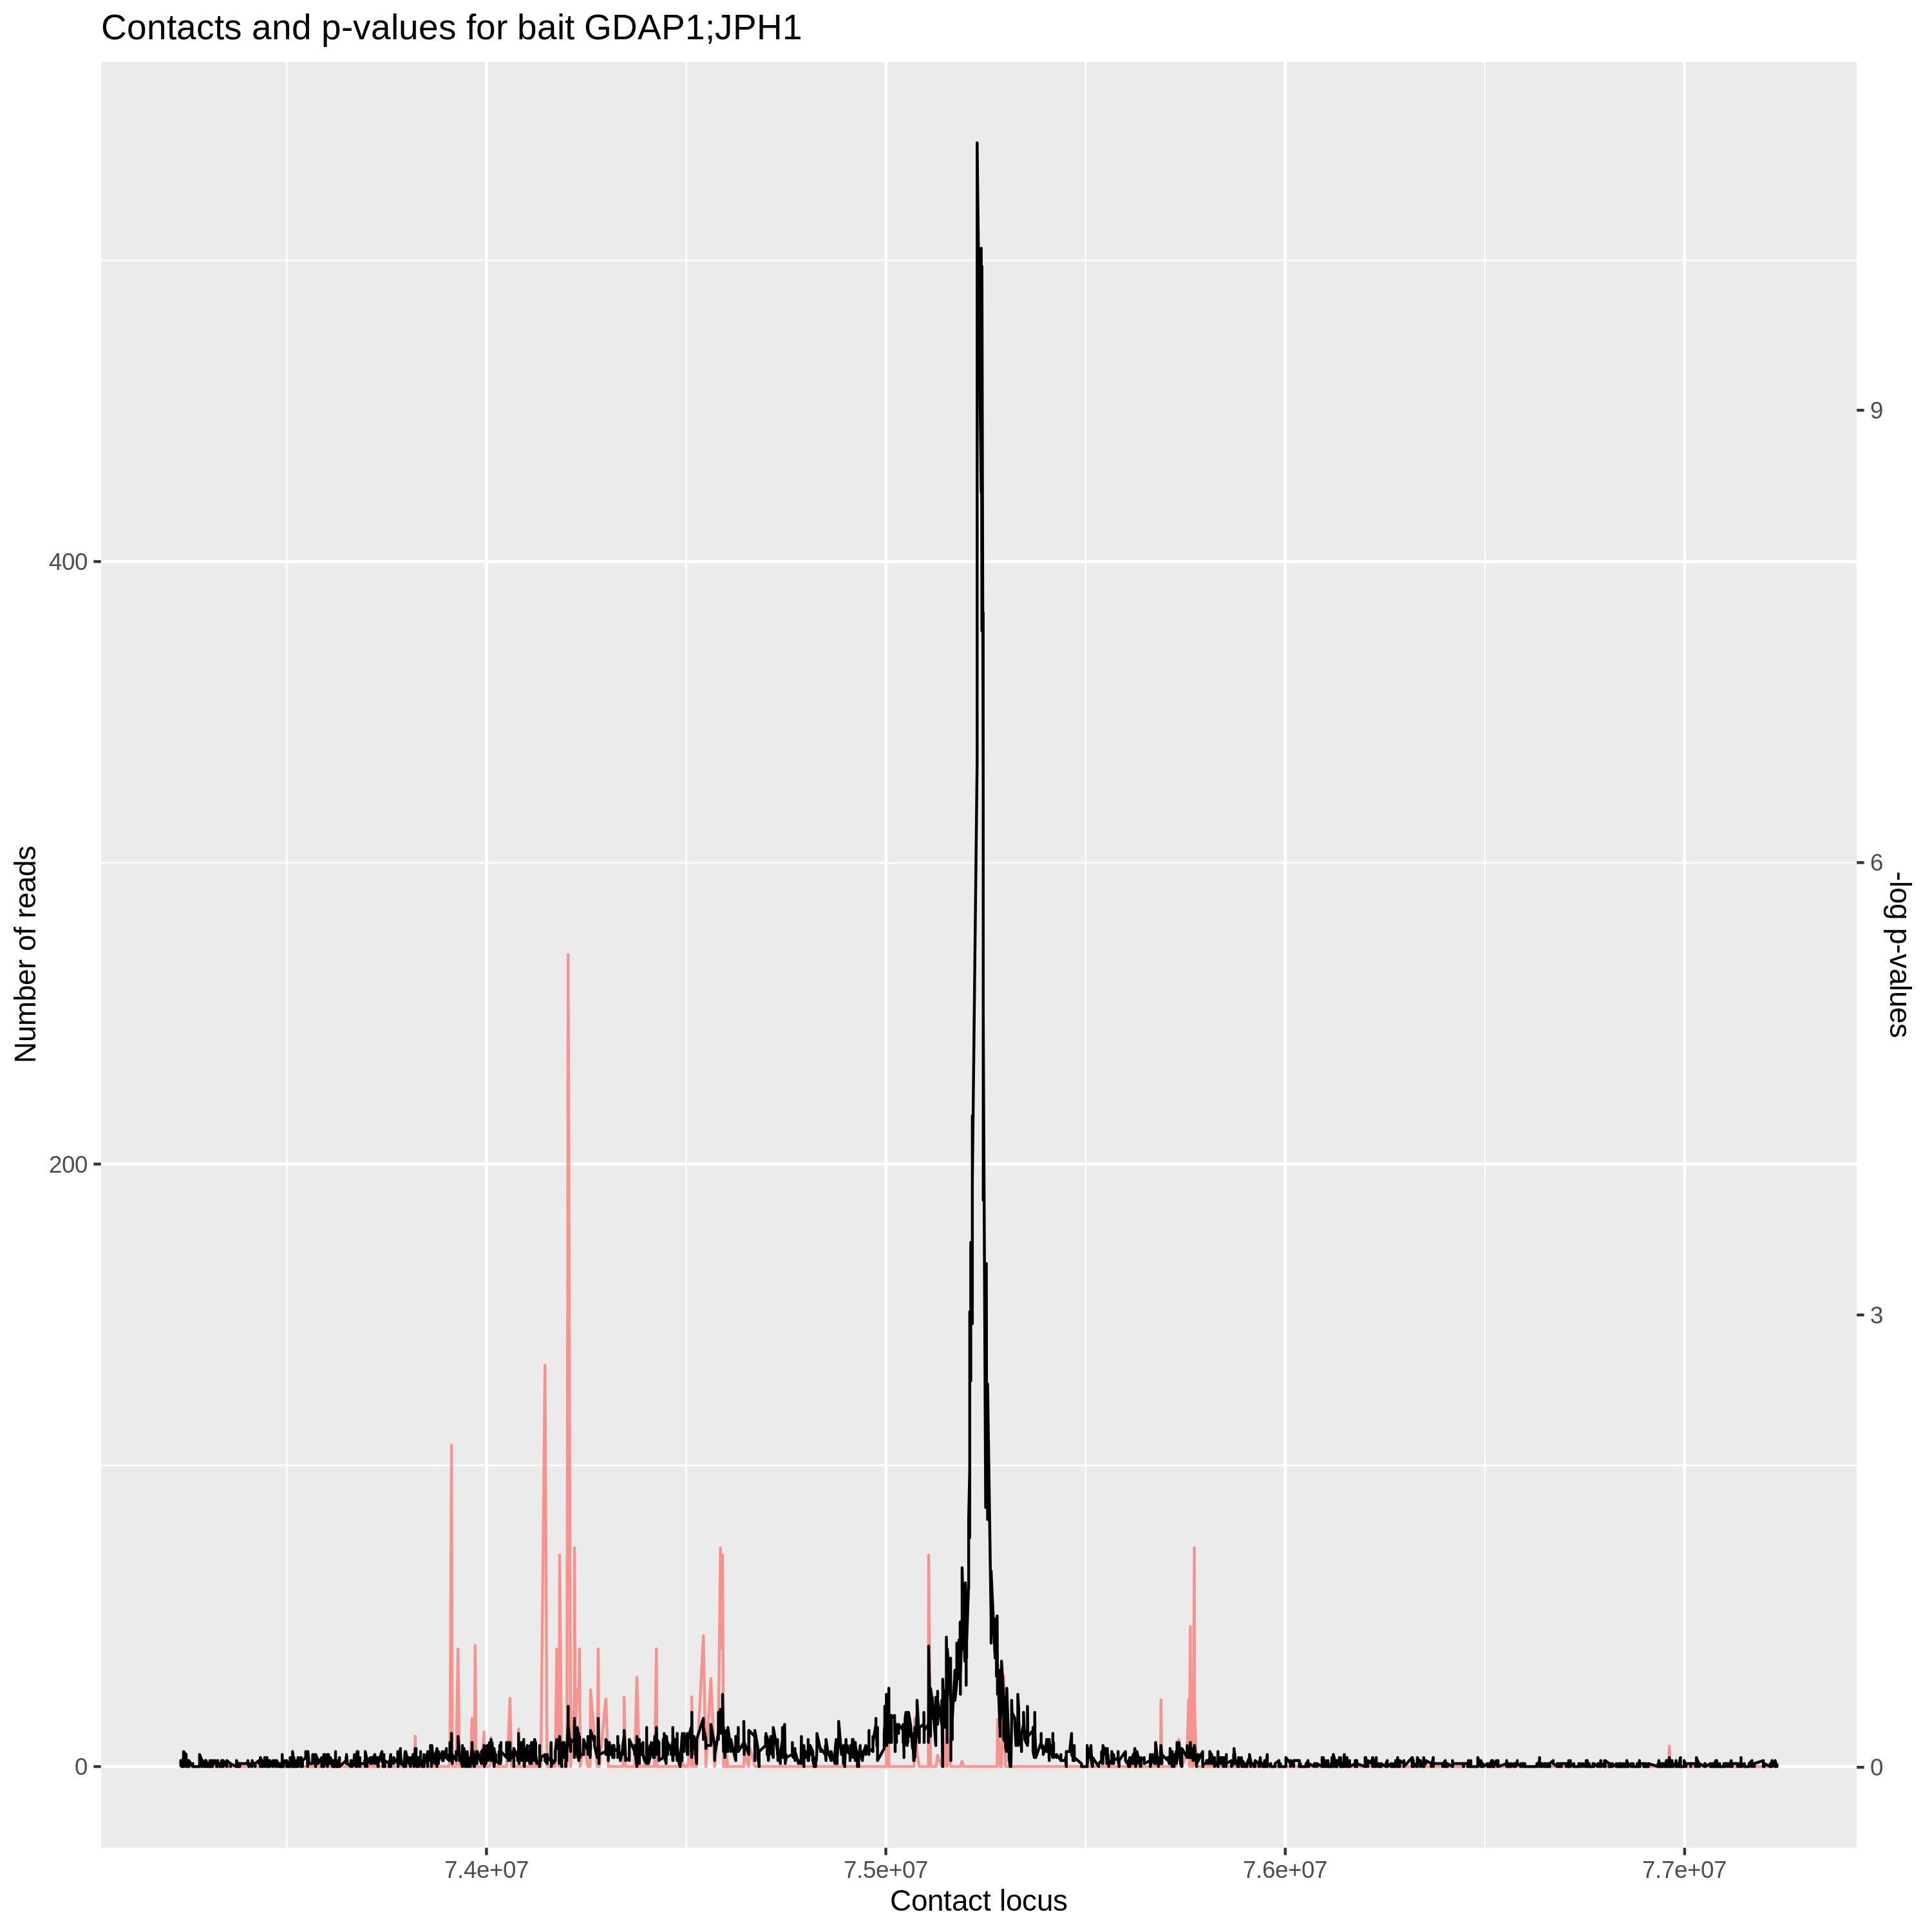 Contacts and p-values for bait GDAP1;JPH1
Number of reads
400
200
0
9
6
3
0
-log p-values
7.4e+07
7.5e+07
7.6e+07
7.7e+07
Contact locus